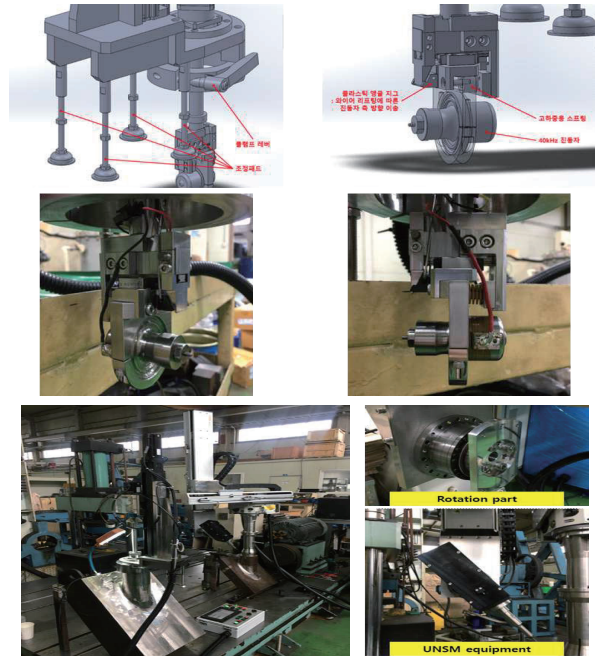 클램프 레버
조정패드
플라스틱 앵글 지그
: 와이어 리프팅에 따른
진동자 축 방향 이송
고하중용 스프링
40kHz 진동자
Rotation part
UNSM equipment